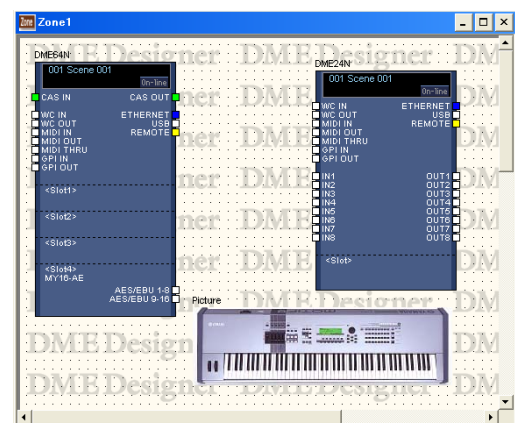 Zone Zone1
DME64N
001 Scene 001
On-line
CAS IN CAS OUT
WC IN ETHERNET
WC OUT USB
MIDI IN REMOTE
MIDI OUT
MIDI THRU
GPI IN
GPI OUT
<Slot1>
<Slot2>
<Slot3>
<Slot4>
MY16-AE
AES/EBU 1-8
AES/EBU 9-16
DME24N
001 Scene 001
On-line
WC IN ETHERNET
WC OUT USB
MIDI IN REMOTE
MIDI OUT
MIDI THRU
GPI IN
GPI OUT
IN1 OUT1
IN2 OUT2
IN3 OUT3
IN4 OUT4
IN5 OUT5
IN6 OUT6
IN7 OUT7
IN8 OUT8
<Slot>
Picture
DME Designer DME Designer DM